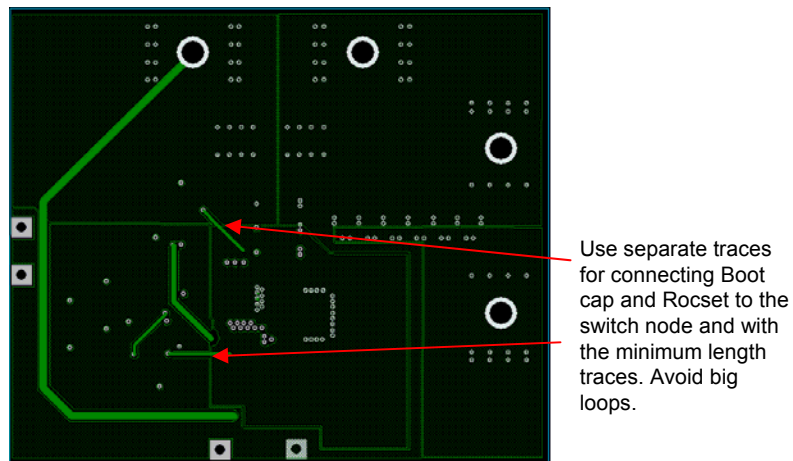 Use separate traces
for connecting Boot
cap and Rocset to the
switch node and with
the minimum length
traces. Avoid big
loops.